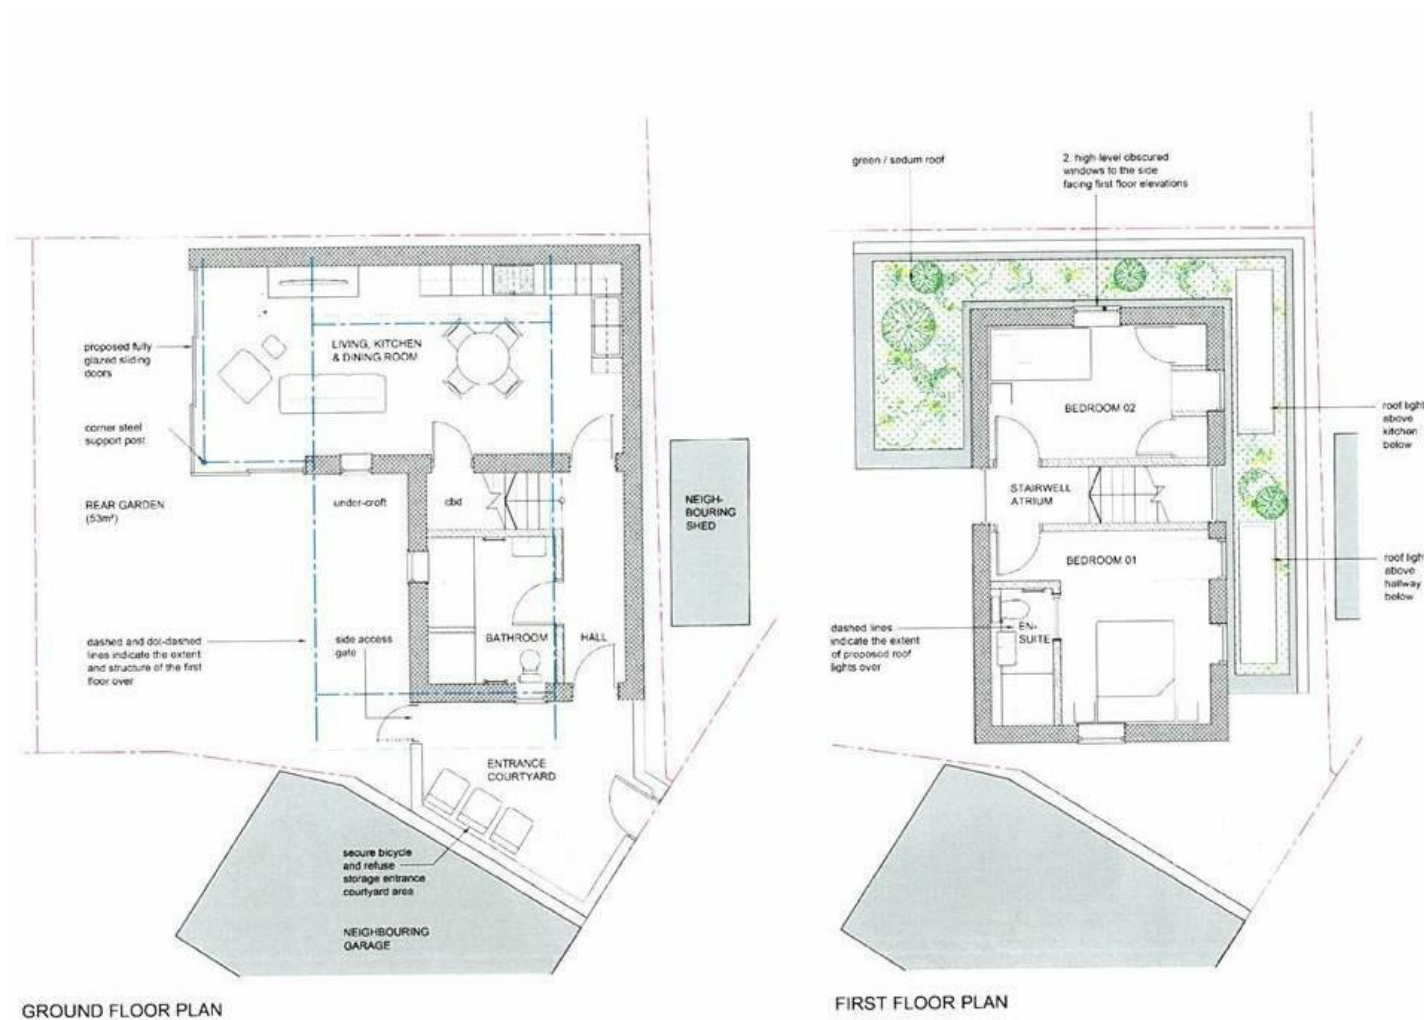 proposed fully
glazed sliding
doors
corner steel
support post
REAR GARDEN
(53m²)
dashed and dot-dashed
lines indicate the extent
and structure of the first
floor over
LIVING, KITCHEN
& DINING ROOM
under-croft
cbd
side access
gate
BATHROOM
HALL
NEIGH-
BOURING
SHED
ENTRANCE
COURTYARD
secure bicycle
and refuse
storage entrance
courtyard area
NEIGHBOURING
GARAGE
GROUND FLOOR PLAN
green / sedum roof
2. high-level obscured
windows to the side
facing first floor elevations
BEDROOM 02
STAIRWELL
ATRIUM
BEDROOM 01
EN-
SUITE
dashed lines
indicate the extent
of proposed roof
lights over
roof light
above
kitchen
below
roof light
above
hallway
below
FIRST FLOOR PLAN